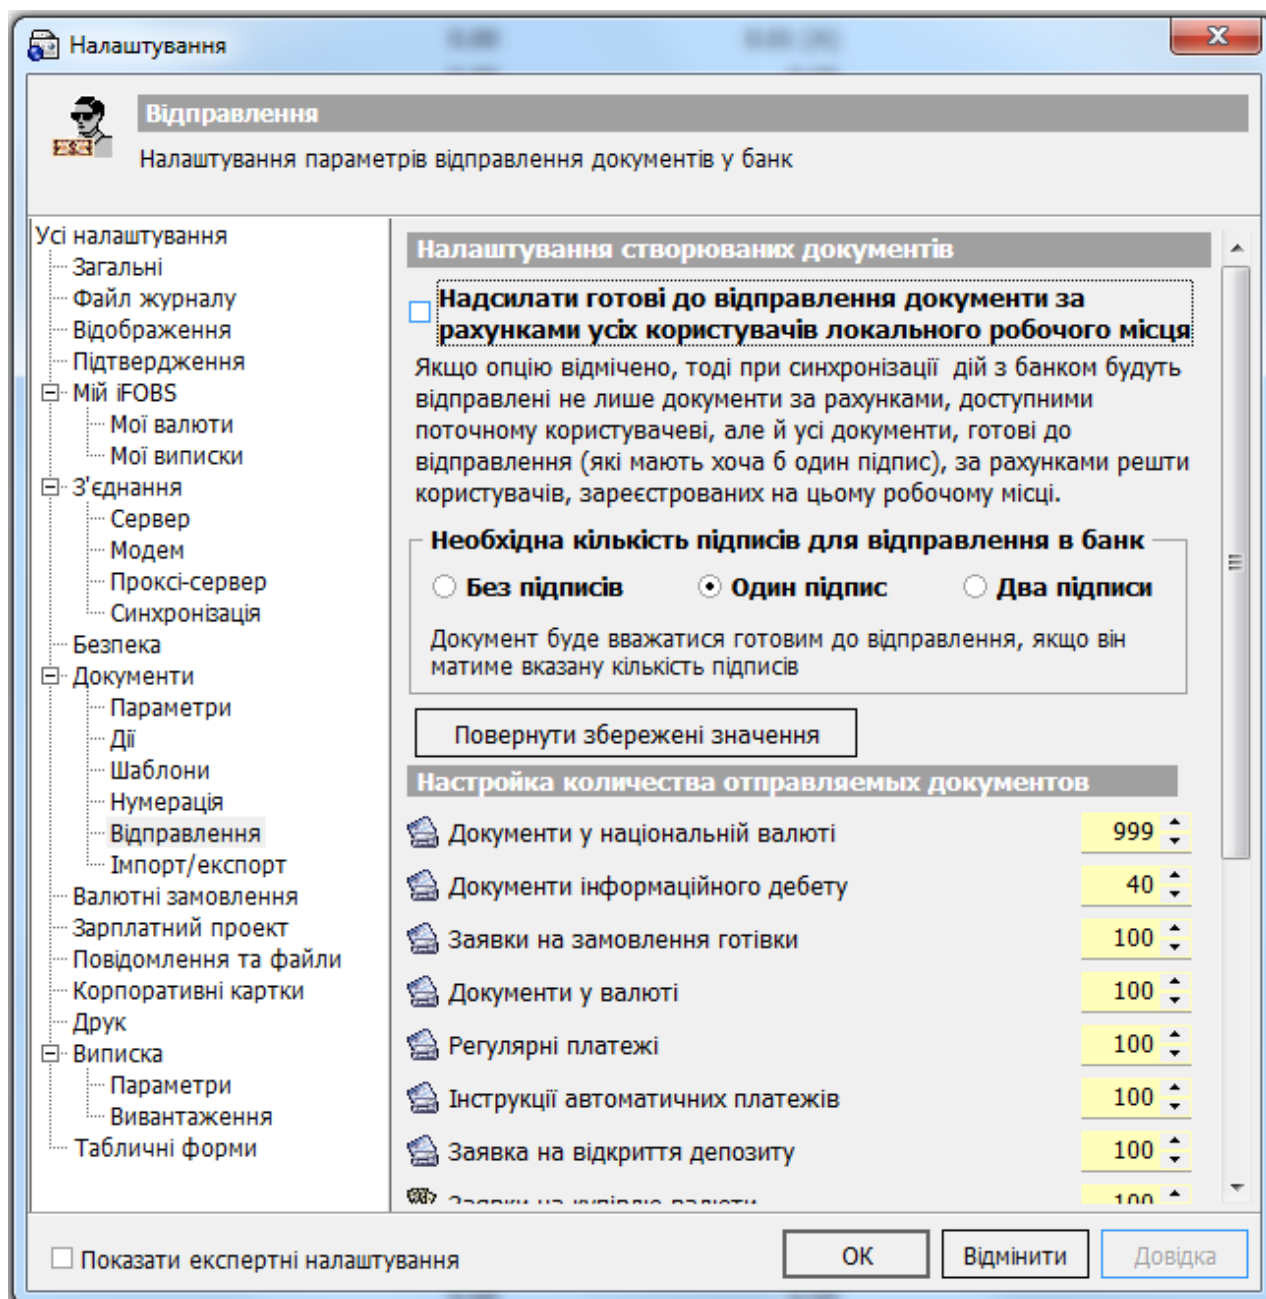 Налаштування
Відправлення
Налаштування параметрів відправлення документів у банк
Усі налаштування
Загальні
Файл журналу
Відображення
Підтвердження
Мій iFOBS
Мої валюти
Мої виписки
З'єднання
Сервер
Модем
Проксі-сервер
Синхронізація
Безпека
Документи
Параметри
Дії
Шаблони
Нумерація
Відправлення
Імпорт/експорт
Валютні замовлення
Зарплатний проект
Повідомлення та файли
Корпоративні картки
Друк
Виписка
Параметри
Вивантаження
Табличні форми
Налаштування створюваних документів
Надсилати готові до відправлення документи за
рахунками усіх користувачів локального робочого місця
Якщо опцію відмічено, тоді при синхронізації дій з банком будуть
відправлені не лише документи за рахунками, доступними
поточному користувачеві, але й усі документи, готові до
відправлення (які мають хоча б один підпис), за рахунками решти
користувачів, зареєстрованих на цьому робочому місці.
Необхідна кількість підписів для відправлення в банк
Без підписів Один підпис Два підписи
Документ буде вважатися готовим до відправлення, якщо він
матиме вказану кількість підписів
Повернути збережені значення
Настройка количества отправляемых документов
Документи у національній валюті 999
Документи інформаційного дебету 40
Заявки на замовлення готівки 100
Документи у валюті 100
Регулярні платежі 100
Інструкції автоматичних платежів 100
Заявка на відкриття депозиту 100
Заявки на купівлю валюти 100
Показати експертні налаштування
ОК Відмінити Довідка